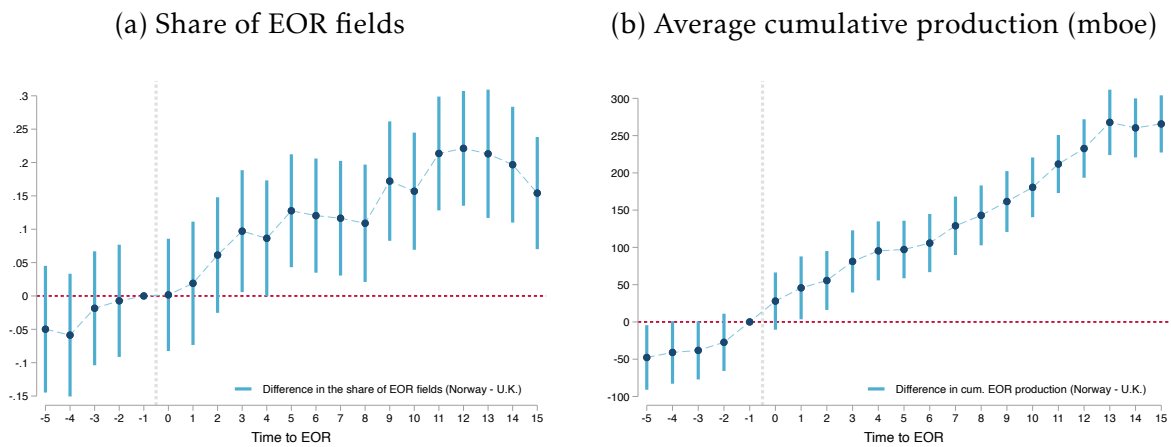 (a) Share of EOR fields
.3
.25
.2
.15
.1
.05
0
-.05
-.1
-.15
Difference in the share of EOR fields (Norway - U.K.)
-5 -4 -3 -2 -1 0 1 2 3 4 5 6 7 8 9 10 11 12 13 14 15
Time to EOR
(b) Average cumulative production (mboe)
300
250
200
150
100
50
0
-50
-100
Difference in cum. EOR production (Norway - U.K.)
-5 -4 -3 -2 -1 0 1 2 3 4 5 6 7 8 9 10 11 12 13 14 15
Time to EOR